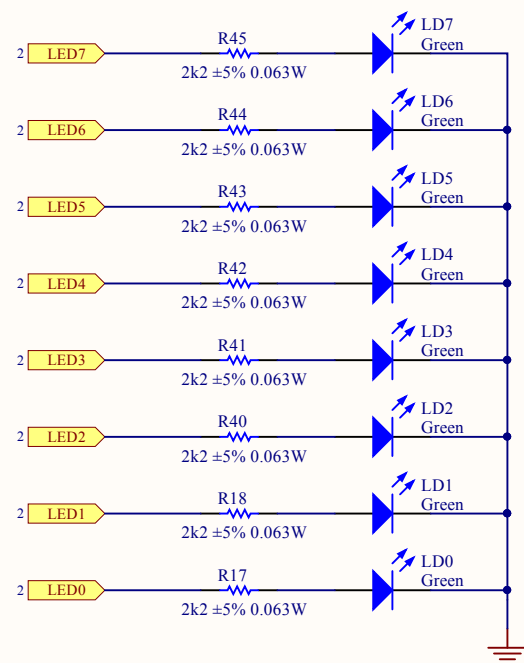 R45 LD7
2 LED7 Green
2k2 ±5% 0.063W
R44 LD6
2 LED6 Green
2k2 ±5% 0.063W
R43 LD5
2 LED5 Green
2k2 ±5% 0.063W
R42 LD4
2 LED4 Green
2k2 ±5% 0.063W
R41 LD3
2 LED3 Green
2k2 ±5% 0.063W
R40 LD2
2 LED2 Green
2k2 ±5% 0.063W
R18 LD1
2 LED1 Green
2k2 ±5% 0.063W
R17 LD0
2 LED0 Green
2k2 ±5% 0.063W